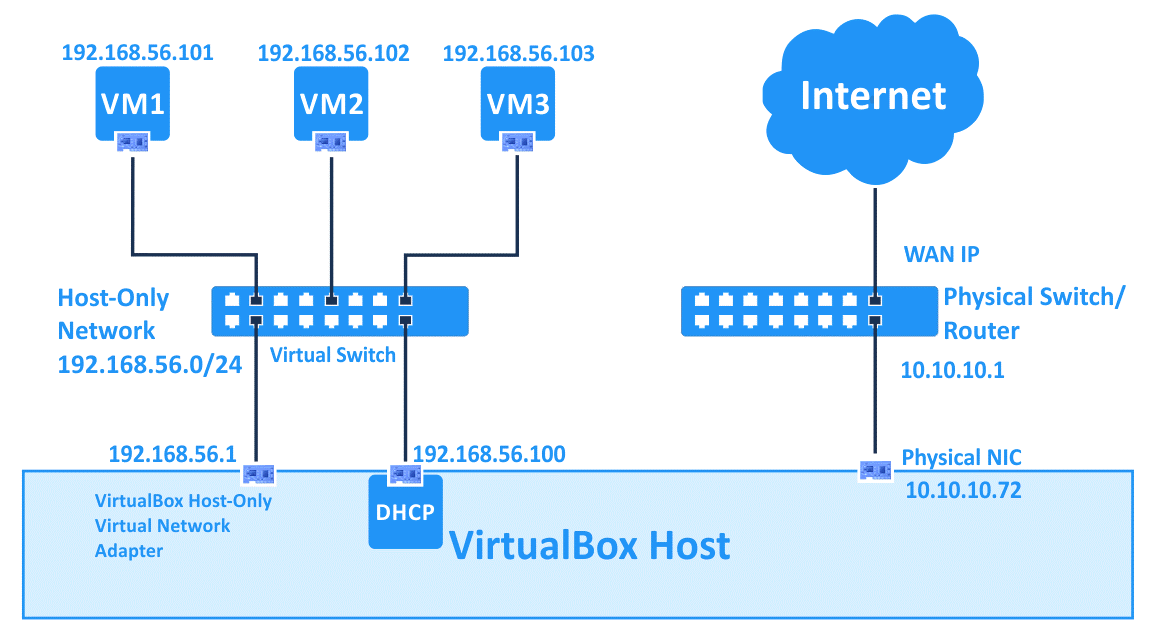 192.168.56.101
192.168.56.102
192.168.56.103
VM1
VM2
VM3
Internet
WAN IP
Host-Only
Network
192.168.56.0/24
Virtual Switch
Physical Switch/
Router
10.10.10.1
192.168.56.1
192.168.56.100
Physical NIC
10.10.10.72
VirtualBox Host-Only
Virtual Network
Adapter
DHCP
VirtualBox Host